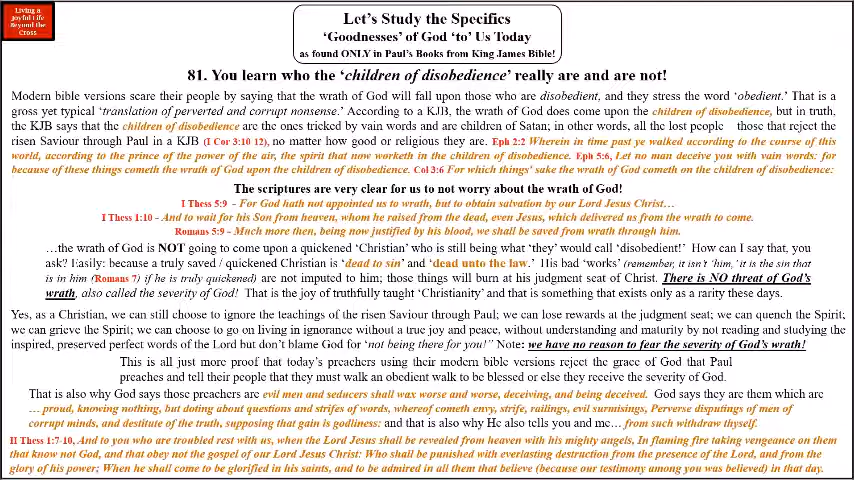 Living a
Joyful Life
Beyond the
Cross
Let's Study the Specifics
'Goodnesses' of God 'to' Us Today
as found ONLY in Paul's Books from King James Bible!
81. You learn who the 'children of disobedience' really are and are not!
Modern bible versions scare their people by saying that the wrath of God will fall upon those who are disobedient, and they stress the word 'obedient.' That is a
gross yet typical 'translation of perverted and corrupt nonsense.' According to a KJB, the wrath of God does come upon the children of disobedience, but in truth,
the KJB says that the children of disobedience are the ones tricked by vain words and are children of Satan; in other words, all the lost people – those that reject the
risen Saviour through Paul in a KJB (I Cor 3:10 12), no matter how good or religious they are. Eph 2:2 Wherein in time past ye walked according to the course of this
world, according to the prince of the power of the air, the spirit that now worketh in the children of disobedience. Eph 5:6, Let no man deceive you with vain words: for
because of these things cometh the wrath of God upon the children of disobedience. Col 3:6 For which things' sake the wrath of God cometh on the children of disobedience:
The scriptures are very clear for us to not worry about the wrath of God!
I Thess 5:9 - For God hath not appointed us to wrath, but to obtain salvation by our Lord Jesus Christ…
I Thess 1:10 - And to wait for his Son from heaven, whom he raised from the dead, even Jesus, which delivered us from the wrath to come.
Romans 5:9 - Much more then, being now justified by his blood, we shall be saved from wrath through him.
…the wrath of God is NOT going to come upon a quickened 'Christian' who is still being what 'they' would call 'disobedient!' How can I say that, you
ask? Easily: because a truly saved / quickened Christian is 'dead to sin' and 'dead unto the law.' His bad 'works' (remember, it isn't 'him,' it is the sin that
is in him (Romans 7) if he is truly quickened) are not imputed to him; those things will burn at his judgment seat of Christ. There is NO threat of God's
wrath, also called the severity of God! That is the joy of truthfully taught 'Christianity' and that is something that exists only as a rarity these days.
Yes, as a Christian, we can still choose to ignore the teachings of the risen Saviour through Paul; we can lose rewards at the judgment seat; we can quench the Spirit;
we can grieve the Spirit; we can choose to go on living in ignorance without a true joy and peace, without understanding and maturity by not reading and studying the
inspired, preserved perfect words of the Lord but don't blame God for 'not being there for you!" Note: we have no reason to fear the severity of God's wrath!
This is all just more proof that today's preachers using their modern bible versions reject the grace of God that Paul
preaches and tell their people that they must walk an obedient walk to be blessed or else they receive the severity of God.
That is also why God says those preachers are evil men and seducers shall wax worse and worse, deceiving, and being deceived. God says they are them which are
… proud, knowing nothing, but doting about questions and strifes of words, whereof cometh envy, strife, railings, evil surmisings, Perverse disputings of men of
corrupt minds, and destitute of the truth, supposing that gain is godliness: and that is also why He also tells you and me… from such withdraw thyself.
II Thess 1:7-10, And to you who are troubled rest with us, when the Lord Jesus shall be revealed from heaven with his mighty angels, In flaming fire taking vengeance on them
that know not God, and that obey not the gospel of our Lord Jesus Christ: Who shall be punished with everlasting destruction from the presence of the Lord, and from the
glory of his power; When he shall come to be glorified in his saints, and to be admired in all them that believe (because our testimony among you was believed) in that day.